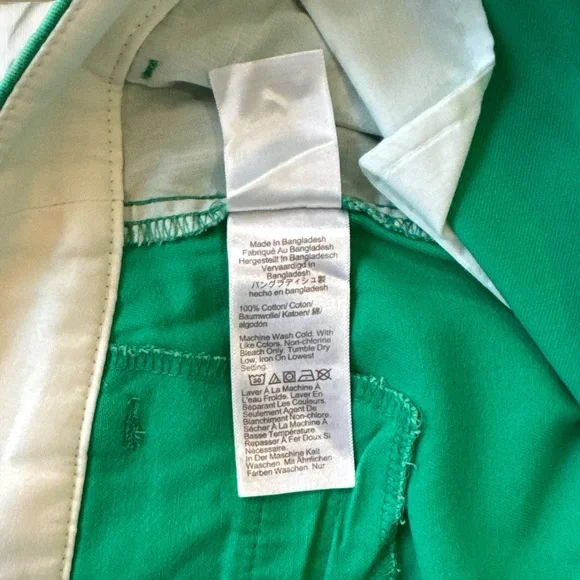 Made In Bangladesh
Fabriqué Au Bangladesh
Hergestellt In Bangladesch
Vervaardigd In
Bangladesh
バングラディシュ製
hecho en bangladesh
100% Cotton/ Coton/
Baumwolle/ Katoen/ 綿/
algodón
Machine Wash Cold. With
Like Colors. Non-chlorine
Bleach Only. Tumble Dry
Low. Iron On Lowest
Setting.
30
Laver À La Machine À
L'eau Froide. Laver En
Séparant Les Couleurs.
Seulement Agent De
Blanchiment Non-chlore.
Sécher À La Machine À
Basse Température.
Repasser À Fer Doux Si
Nécessaire.
In Der Maschine Kalt
Waschen. Mit Ähnlichen
Farben Waschen. Nur